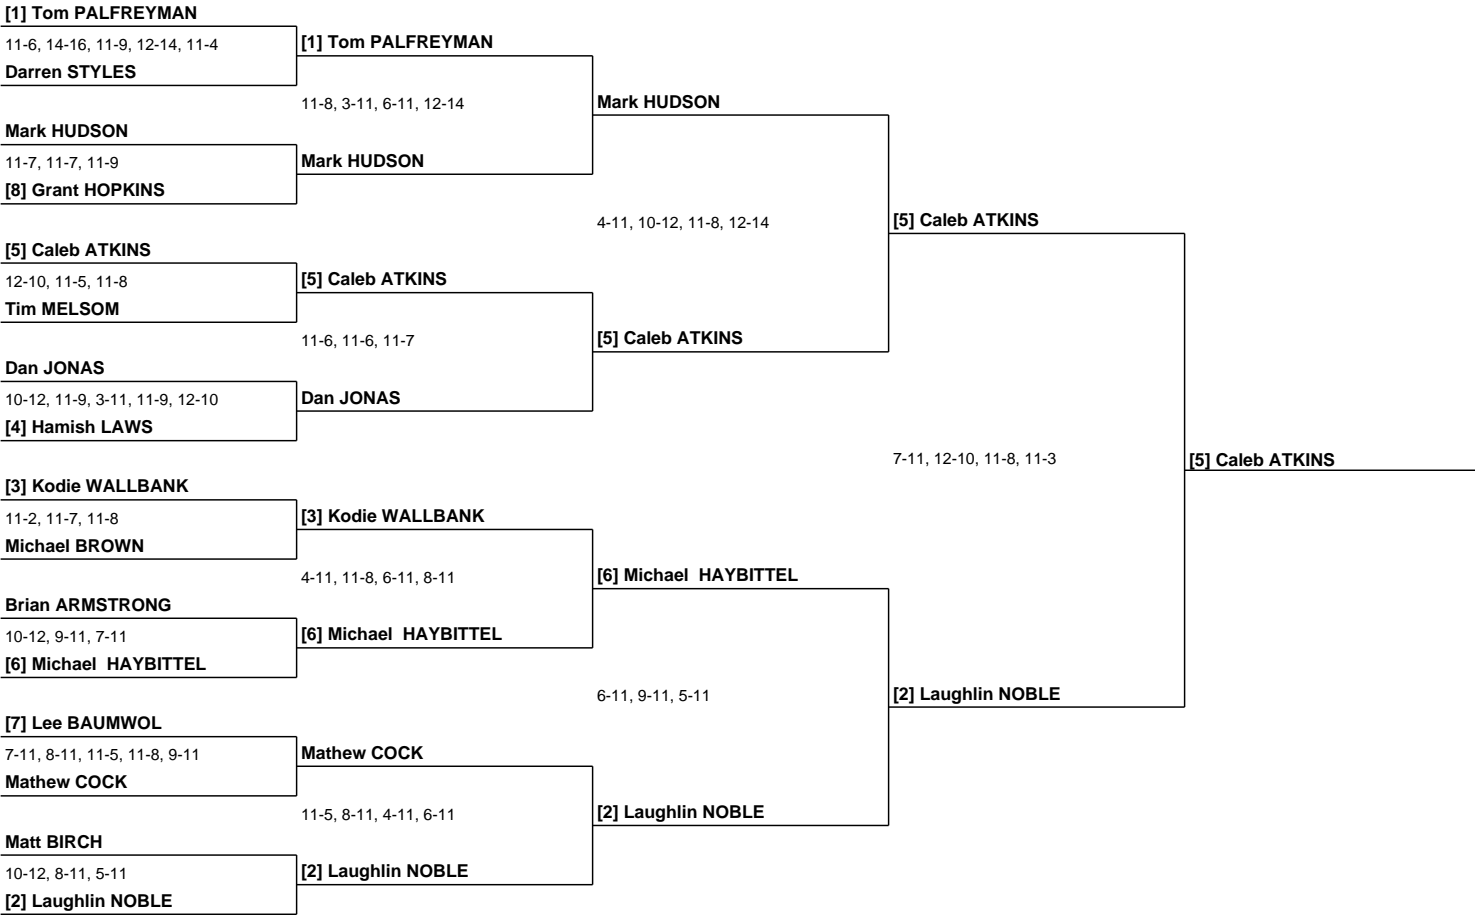 [1] Tom PALFREYMAN
11-6, 14-16, 11-9, 12-14, 11-4
Darren STYLES
Mark HUDSON
11-7, 11-7, 11-9
[8] Grant HOPKINS
[5] Caleb ATKINS
12-10, 11-5, 11-8
Tim MELSOM
Dan JONAS
10-12, 11-9, 3-11, 11-9, 12-10
[4] Hamish LAWS
[3] Kodie WALLBANK
11-2, 11-7, 11-8
Michael BROWN
Brian ARMSTRONG
10-12, 9-11, 7-11
[6] Michael  HAYBITTEL
[7] Lee BAUMWOL
7-11, 8-11, 11-5, 11-8, 9-11
Mathew COCK
Matt BIRCH
10-12, 8-11, 5-11
[2] Laughlin NOBLE
[1] Tom PALFREYMAN
11-8, 3-11, 6-11, 12-14
Mark HUDSON
[5] Caleb ATKINS
11-6, 11-6, 11-7
Dan JONAS
[3] Kodie WALLBANK
4-11, 11-8, 6-11, 8-11
[6] Michael  HAYBITTEL
Mathew COCK
11-5, 8-11, 4-11, 6-11
[2] Laughlin NOBLE
Mark HUDSON
4-11, 10-12, 11-8, 12-14
[5] Caleb ATKINS
[6] Michael  HAYBITTEL
6-11, 9-11, 5-11
[2] Laughlin NOBLE
[5] Caleb ATKINS
7-11, 12-10, 11-8, 11-3
[2] Laughlin NOBLE
[5] Caleb ATKINS